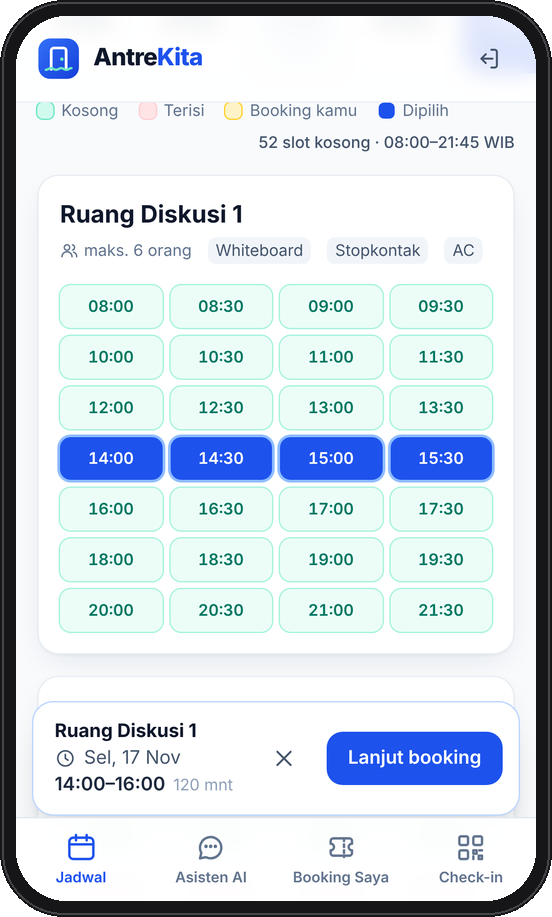 AntreKita
Kosong Terisi Booking kamu Dipilih
52 slot kosong · 08:00–21:45 WIB
Ruang Diskusi 1
maks. 6 orang Whiteboard Stopkontak AC
08:00 08:30 09:00 09:30
10:00 10:30 11:00 11:30
12:00 12:30 13:00 13:30
14:00 14:30 15:00 15:30
16:00 16:30 17:00 17:30
18:00 18:30 19:00 19:30
20:00 20:30 21:00 21:30
Ruang Diskusi 1
Sel, 17 Nov
14:00–16:00 120 mnt
Lanjut booking
Jadwal Asisten AI Booking Saya Check-in